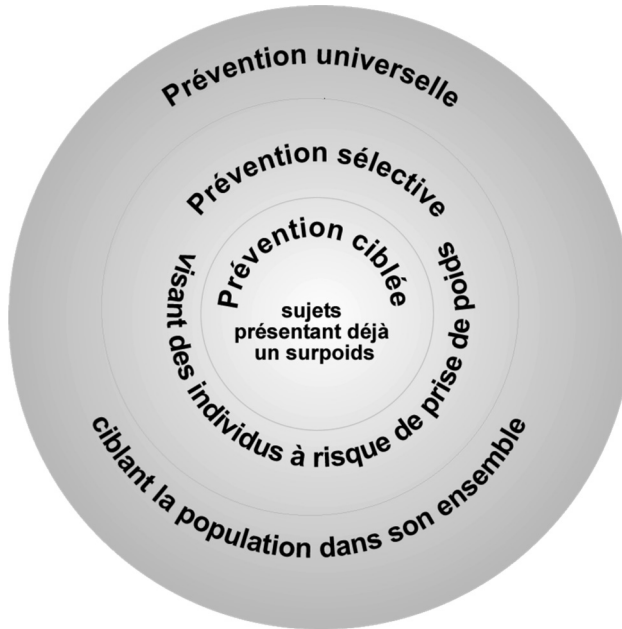 Prévention universelle
Prévention sélective
Prévention ciblée
sujets
présentant déjà
un surpoids
visant des individus à risque de prise de poids
ciblant la population dans son ensemble